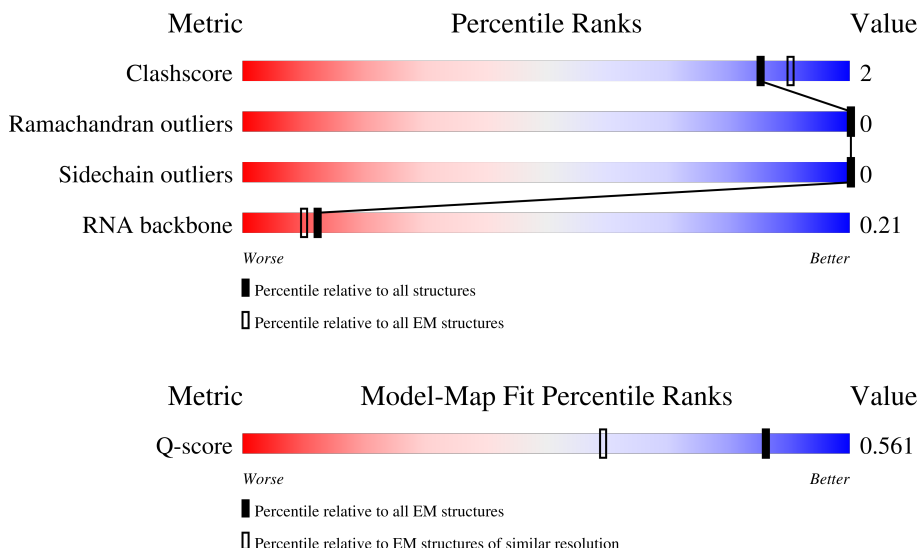 Metric Percentile Ranks Value
Clashscore 2
Ramachandran outliers 0
Sidechain outliers 0
RNA backbone 0.21
Worse Better
Percentile relative to all structures
Percentile relative to all EM structures
Metric Model-Map Fit Percentile Ranks Value
Q-score 0.561
Worse Better
Percentile relative to all EM structures
Percentile relative to EM structures of similar resolution